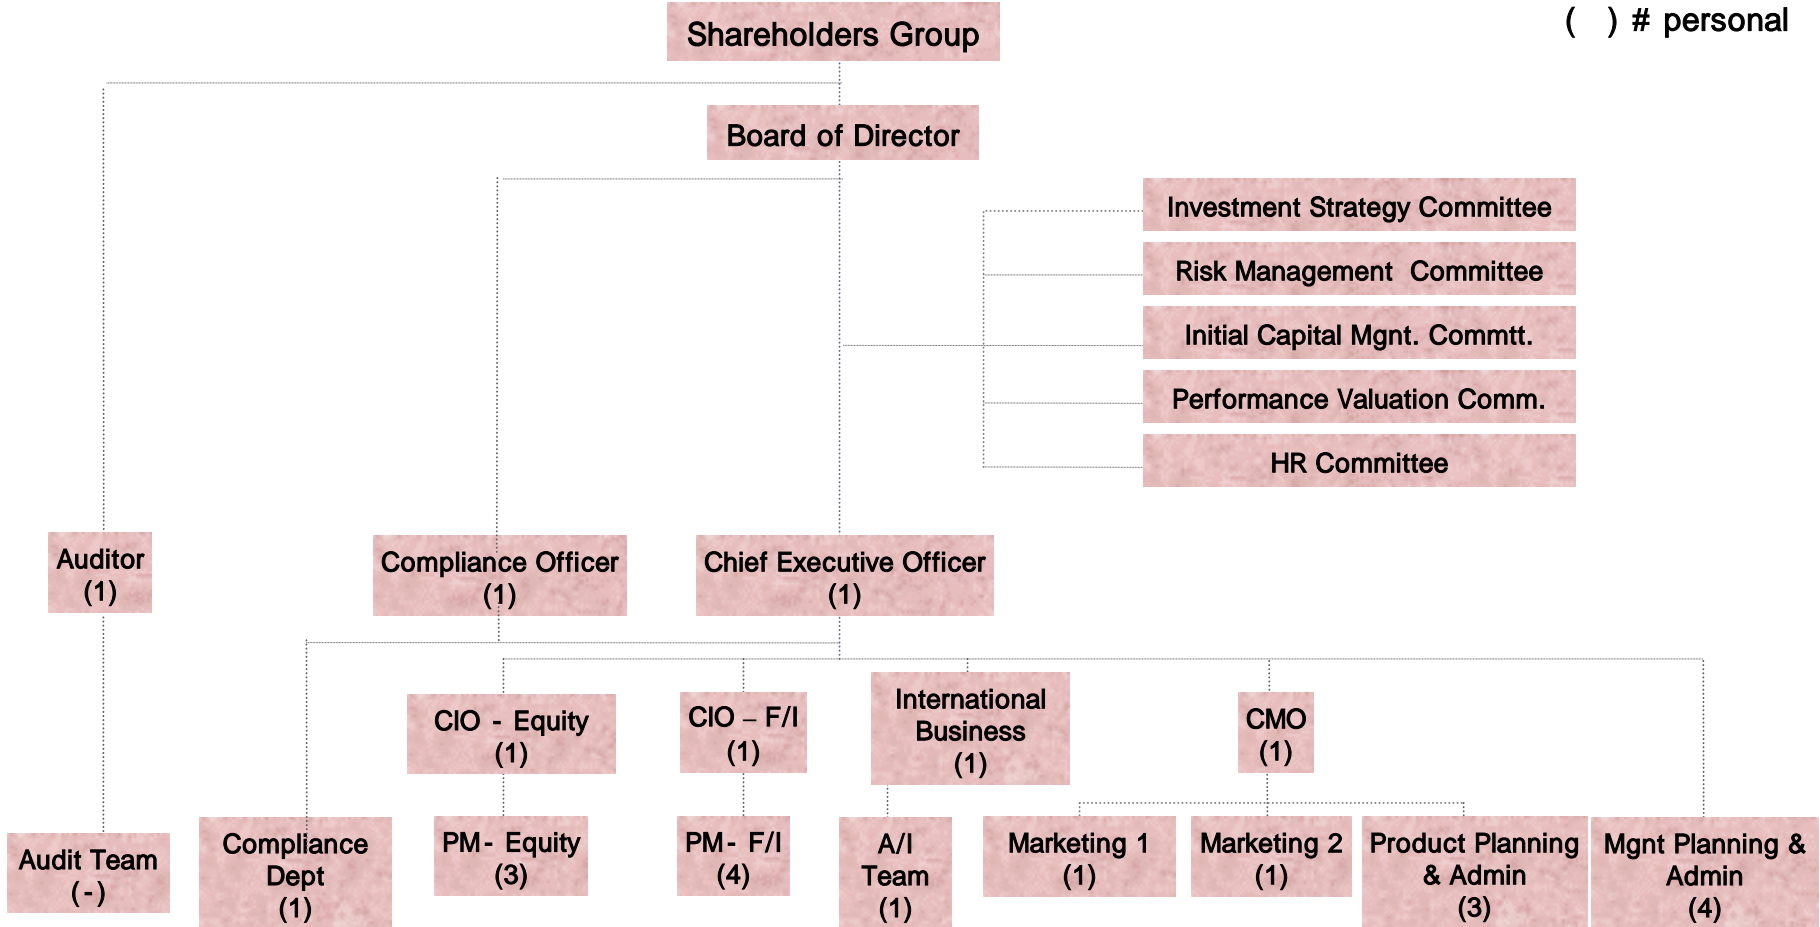 Shareholders Group
( ) # personal
Board of Director
Investment Strategy Committee
Risk Management Committee
Initial Capital Mgnt. Commtt.
Performance Valuation Comm.
HR Committee
Auditor
(1)
Compliance Officer
(1)
Chief Executive Officer
(1)
CIO - Equity
(1)
CIO – F/I
(1)
International
Business
(1)
CMO
(1)
Audit Team
(-)
Compliance
Dept
(1)
PM- Equity
(3)
PM- F/I
(4)
A/I
Team
(1)
Marketing 1
(1)
Marketing 2
(1)
Product Planning
& Admin
(3)
Mgnt Planning &
Admin
(4)